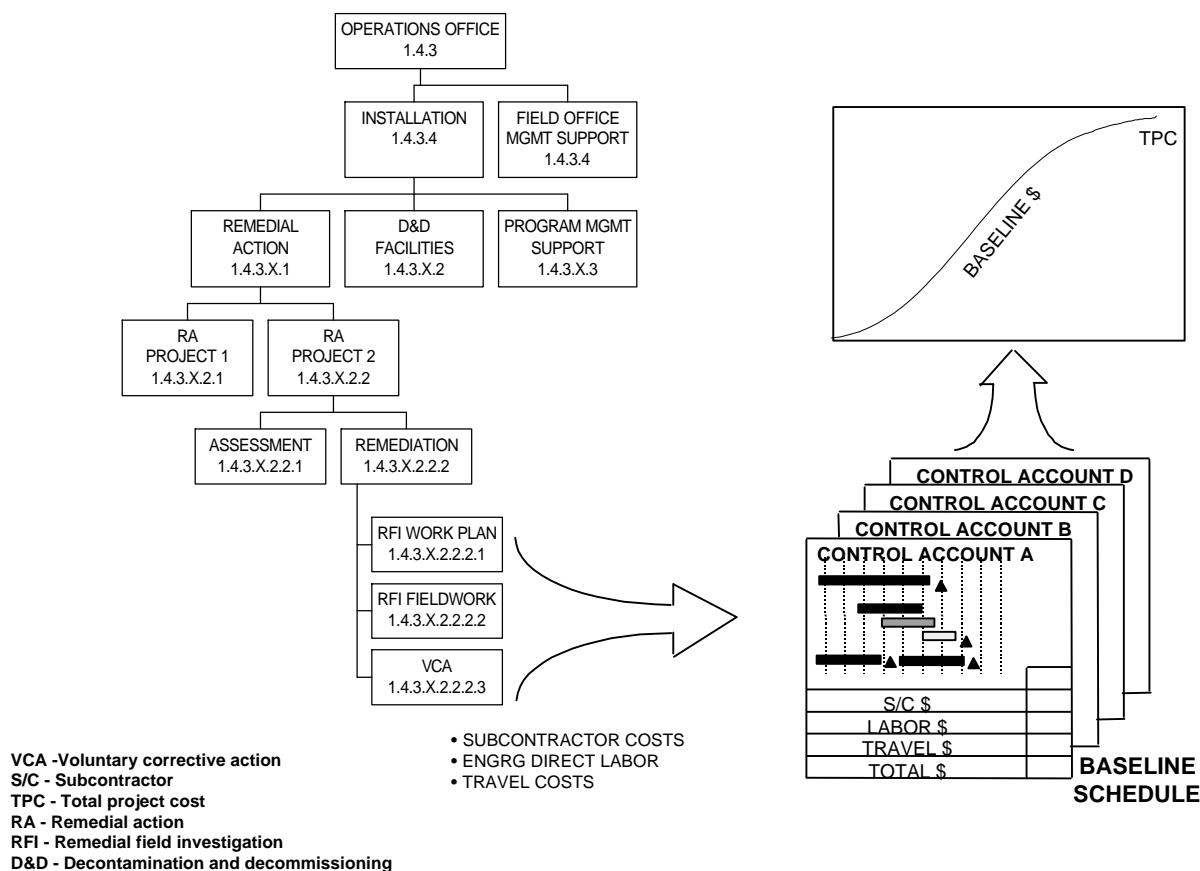 OPERATIONS OFFICE
1.4.3
INSTALLATION
1.4.3.4
FIELD OFFICE
MGMT SUPPORT
1.4.3.4
REMEDIAL
ACTION
1.4.3.X.1
D&D
FACILITIES
1.4.3.X.2
PROGRAM MGMT
SUPPORT
1.4.3.X.3
RA
PROJECT 1
1.4.3.X.2.1
RA
PROJECT 2
1.4.3.X.2.2
ASSESSMENT
1.4.3.X.2.2.1
REMEDIATION
1.4.3.X.2.2.2
RFI WORK PLAN
1.4.3.X.2.2.2.1
RFI FIELDWORK
1.4.3.X.2.2.2.2
VCA
1.4.3.X.2.2.2.3
• SUBCONTRACTOR COSTS
• ENGRG DIRECT LABOR
• TRAVEL COSTS
TPC
BASELINE $
CONTROL ACCOUNT D
CONTROL ACCOUNT C
CONTROL ACCOUNT B
CONTROL ACCOUNT A
S/C $
LABOR $
TRAVEL $
TOTAL $
BASELINE
SCHEDULE
VCA -Voluntary corrective action
S/C - Subcontractor
TPC - Total project cost
RA - Remedial action
RFI - Remedial field investigation
D&D - Decontamination and decommissioning